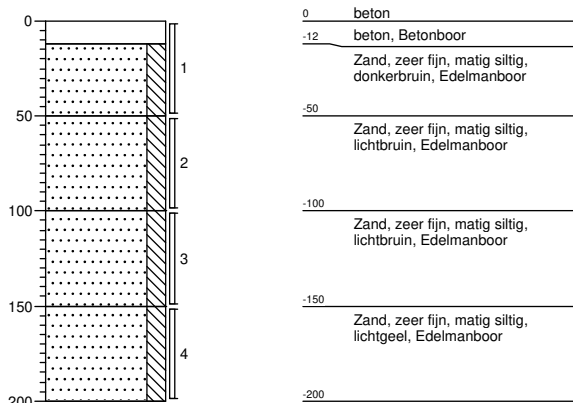 0
50
100
150
200
1
2
3
4
0 beton
-12 beton, Betonboor
Zand, zeer fijn, matig siltig,
donkerbruin, Edelmanboor
-50
Zand, zeer fijn, matig siltig,
lichtbruin, Edelmanboor
-100
Zand, zeer fijn, matig siltig,
lichtbruin, Edelmanboor
-150
Zand, zeer fijn, matig siltig,
lichtgeel, Edelmanboor
-200